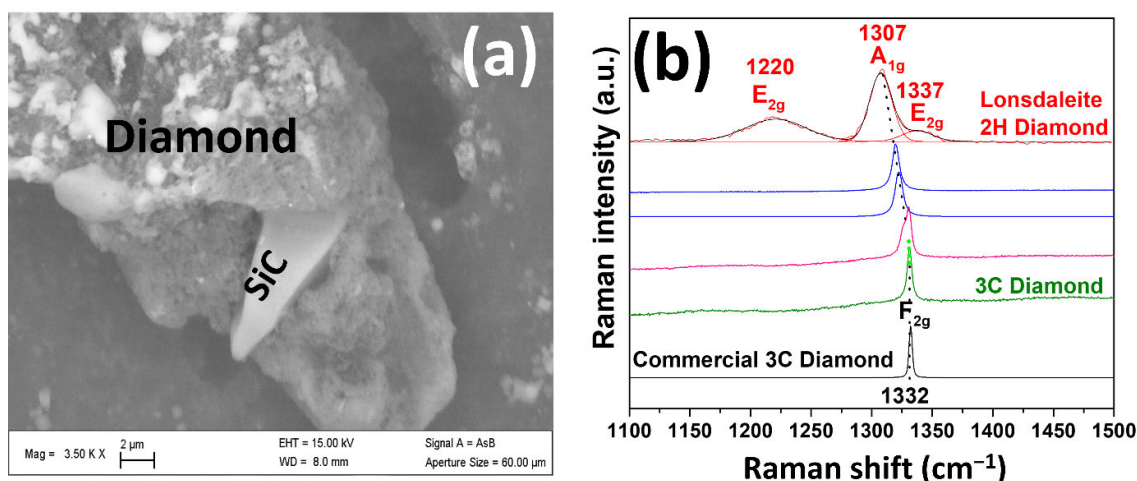 (a)
Diamond
SiC
Mag = 3.50 K X
2 µm
EHT = 15.00 kV
WD = 8.0 mm
Signal A = AsB
Aperture Size = 60.00 µm
(b)
1307
A1g
1220
E2g
1337
E2g
Lonsdaleite
2H Diamond
3C Diamond
F2g
Commercial 3C Diamond
1332
Raman intensity (a.u.)
1100 1150 1200 1250 1300 1350 1400 1450 1500
Raman shift (cm⁻¹)